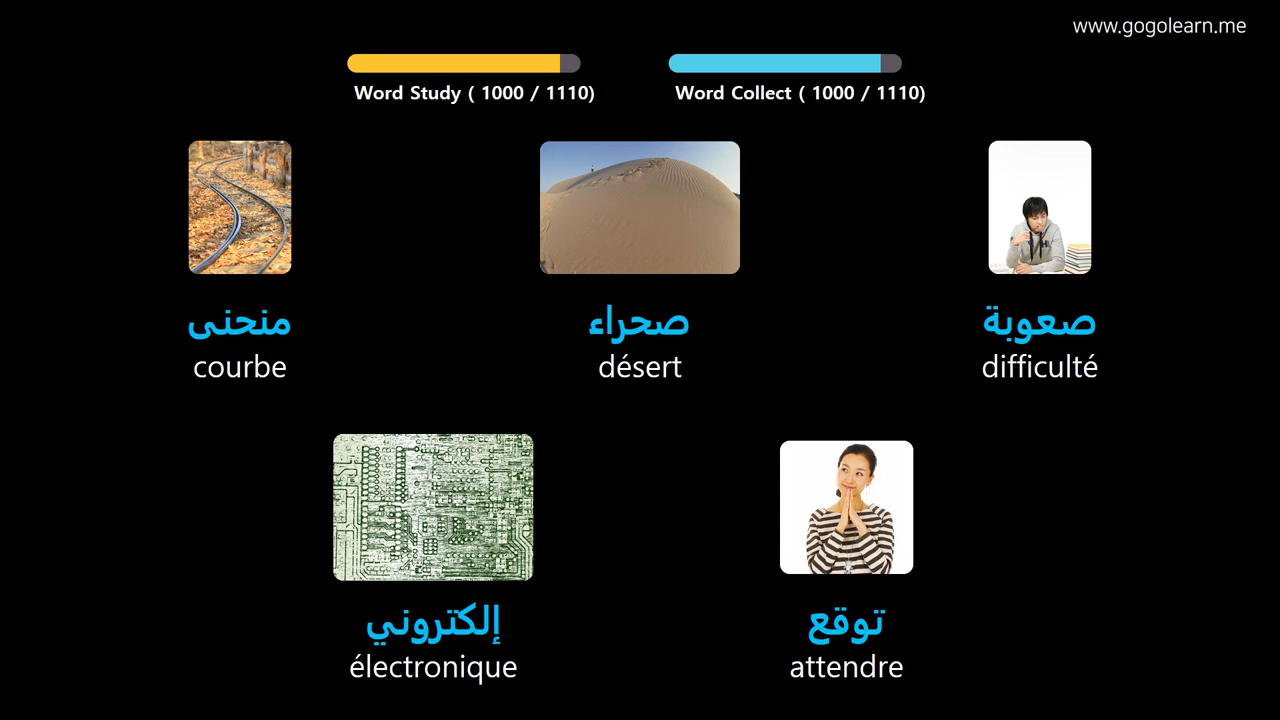 www.gogolearn.me
Word Study ( 1000 / 1110)
Word Collect ( 1000 / 1110)
منحنى
courbe
صحراء
désert
صعوبة
difficulté
إلكتروني
électronique
توقع
attendre